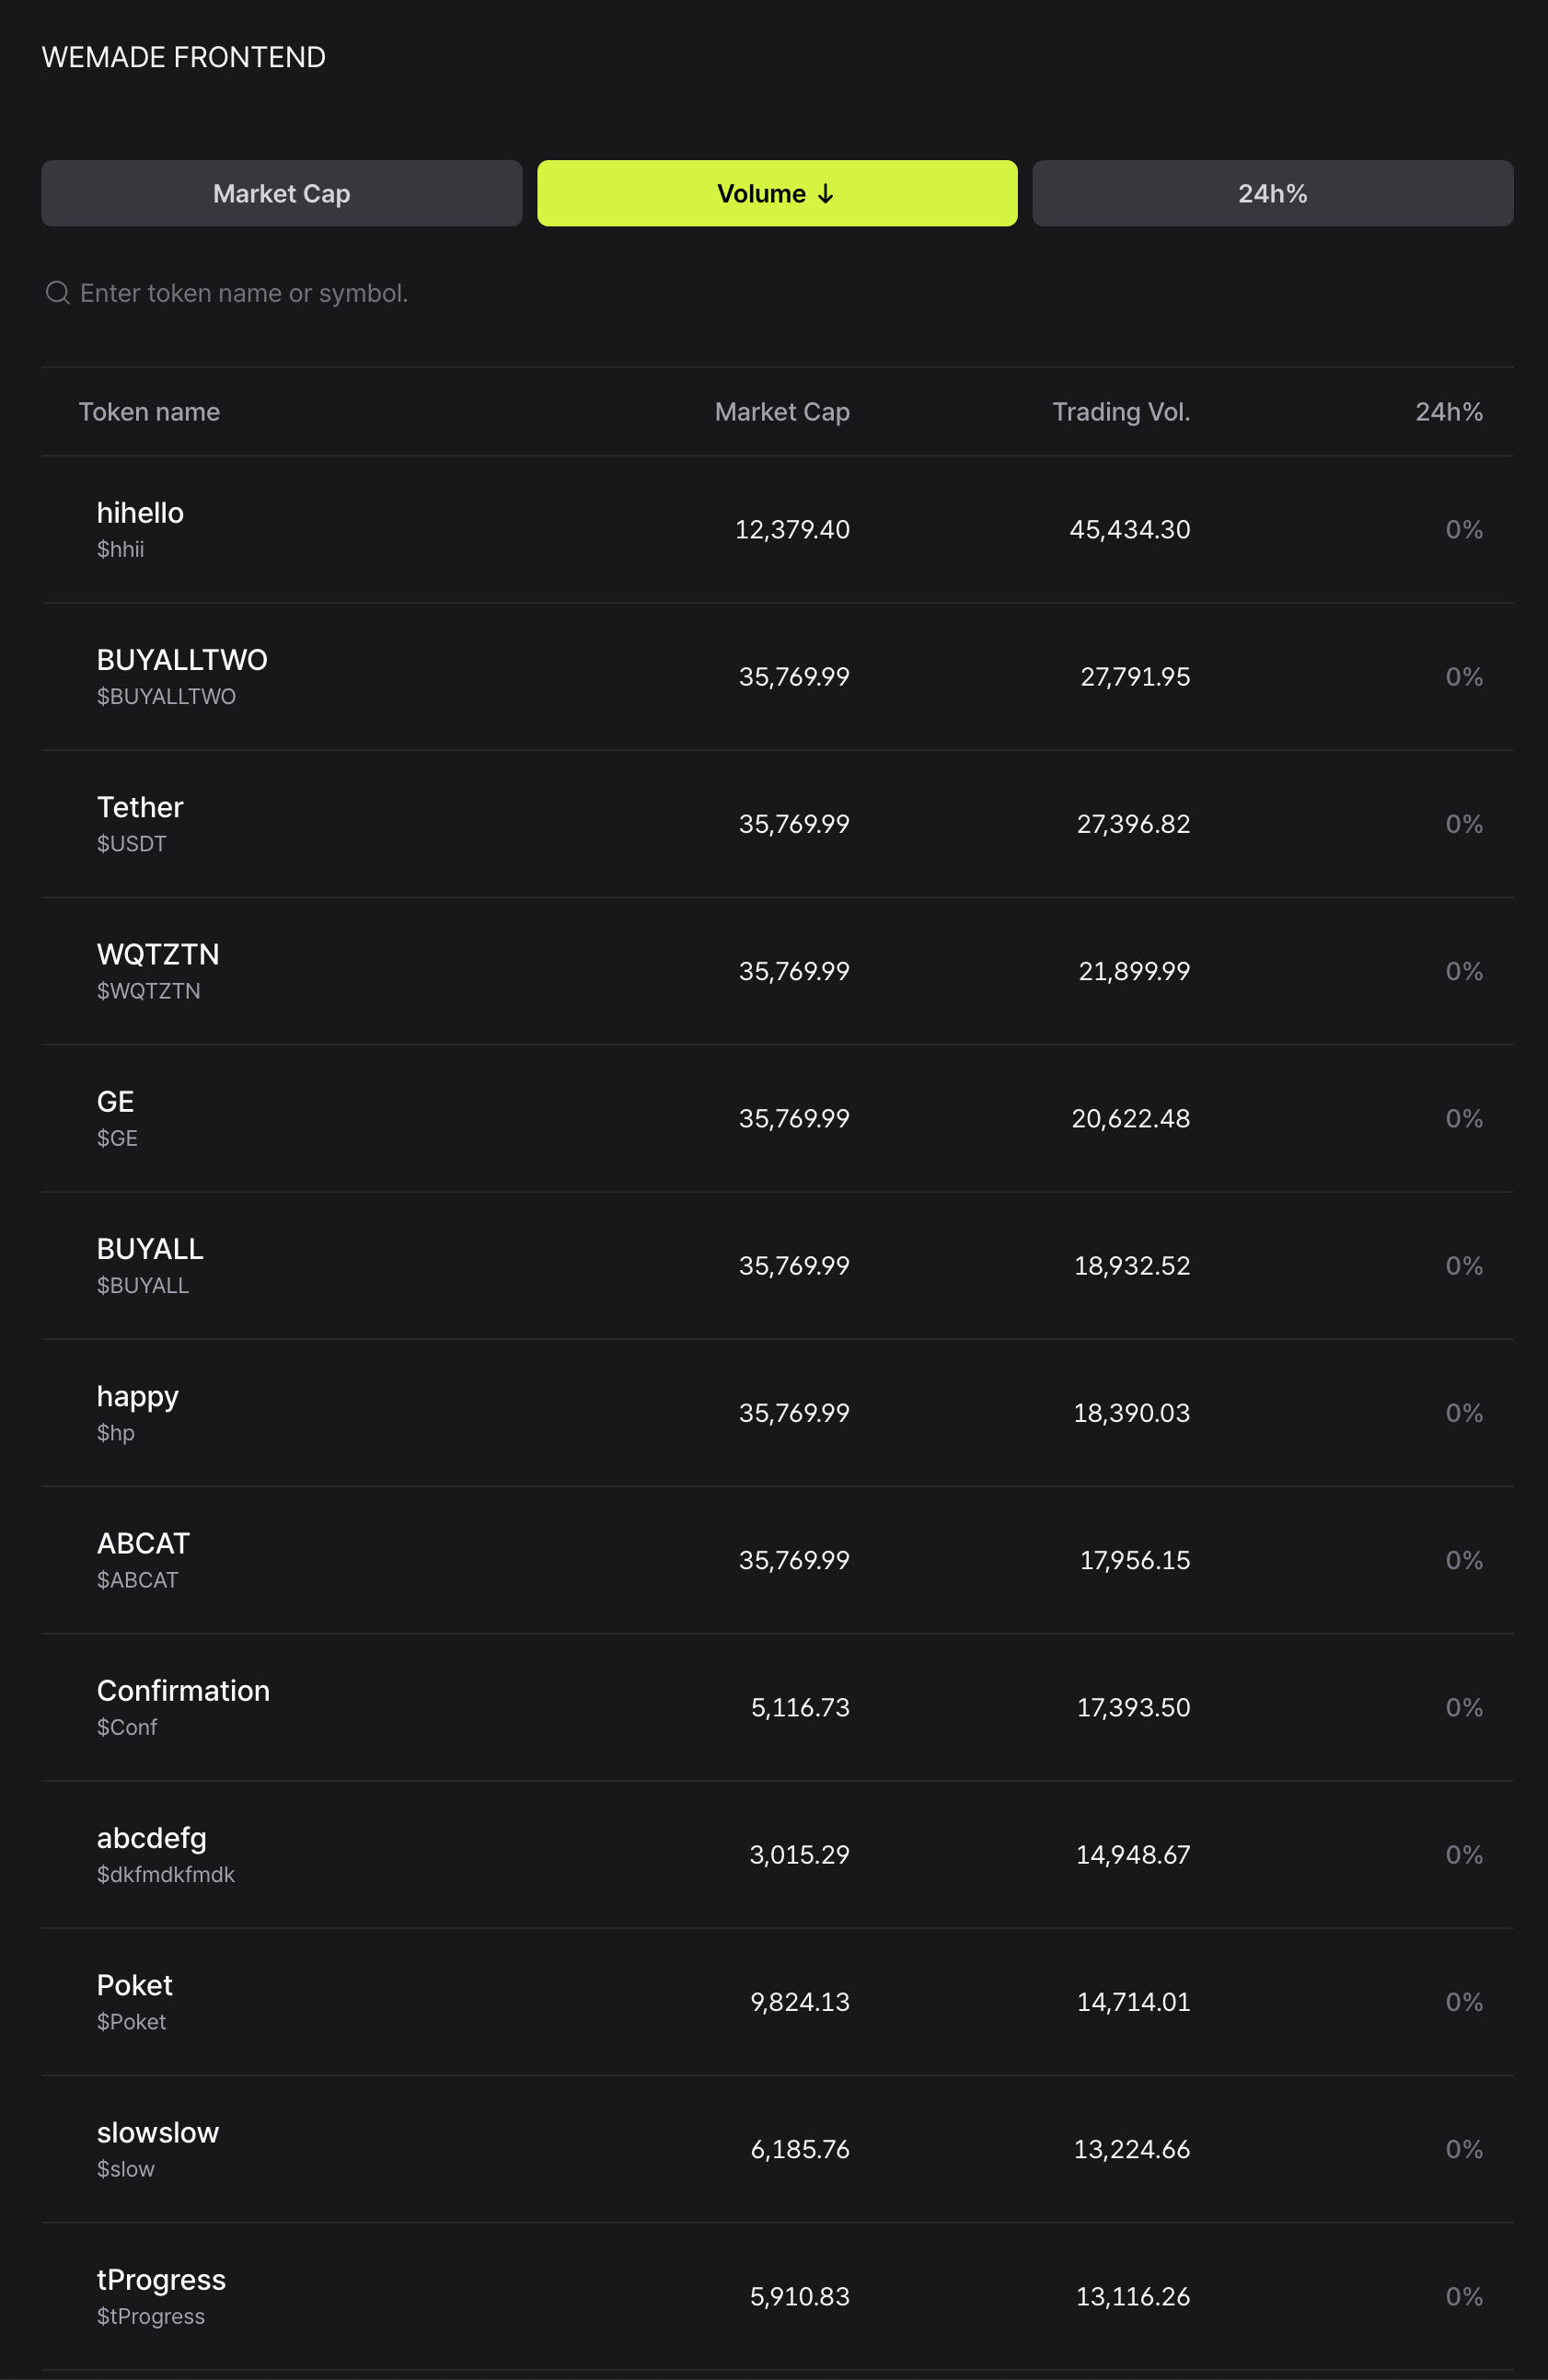 WEMADE FRONTEND
Market Cap Volume ↓ 24h%
Enter token name or symbol.
Token name Market Cap Trading Vol. 24h%
hihello
$hhii
12,379.40 45,434.30 0%
BUYALLTWO
$BUYALLTWO
35,769.99 27,791.95 0%
Tether
$USDT
35,769.99 27,396.82 0%
WQTZTN
$WQTZTN
35,769.99 21,899.99 0%
GE
$GE
35,769.99 20,622.48 0%
BUYALL
$BUYALL
35,769.99 18,932.52 0%
happy
$hp
35,769.99 18,390.03 0%
ABCAT
$ABCAT
35,769.99 17,956.15 0%
Confirmation
$Conf
5,116.73 17,393.50 0%
abcdefg
$dkfmdkfmdk
3,015.29 14,948.67 0%
Poket
$Poket
9,824.13 14,714.01 0%
slowslow
$slow
6,185.76 13,224.66 0%
tProgress
$tProgress
5,910.83 13,116.26 0%